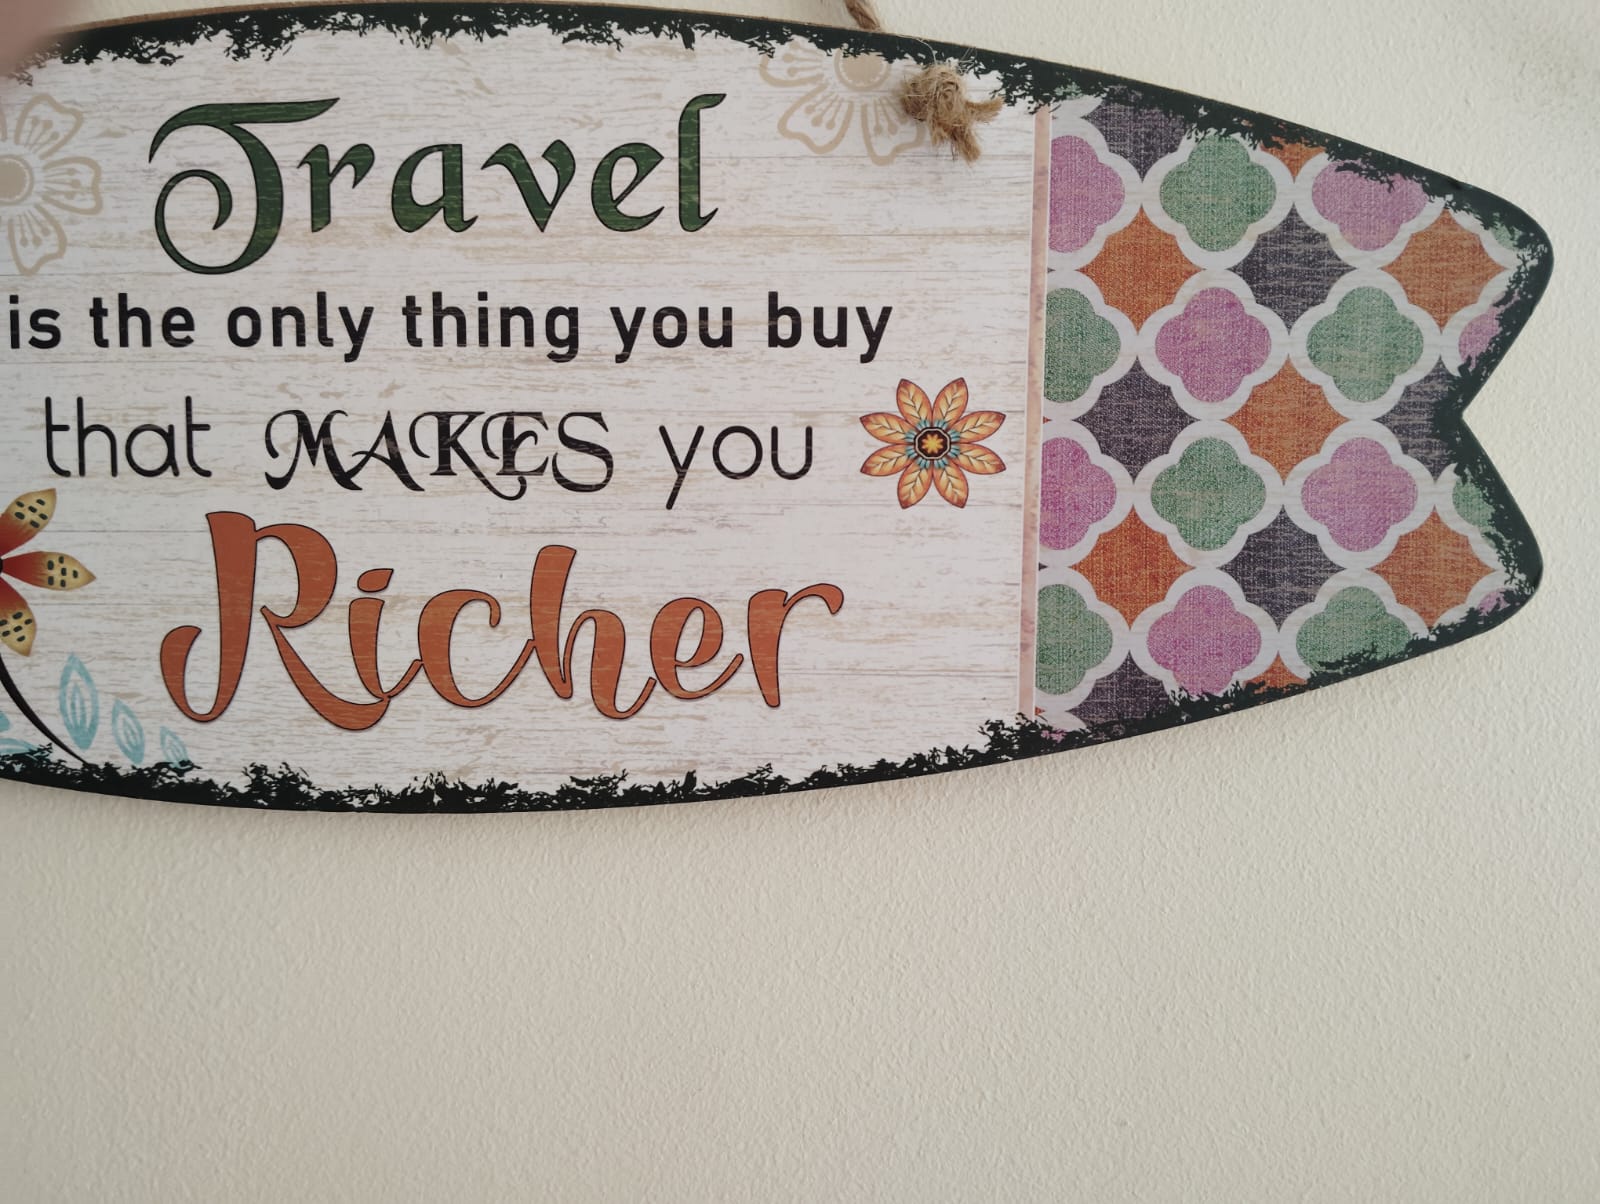 Travel
is the only thing you buy
that MAKES you
Richer